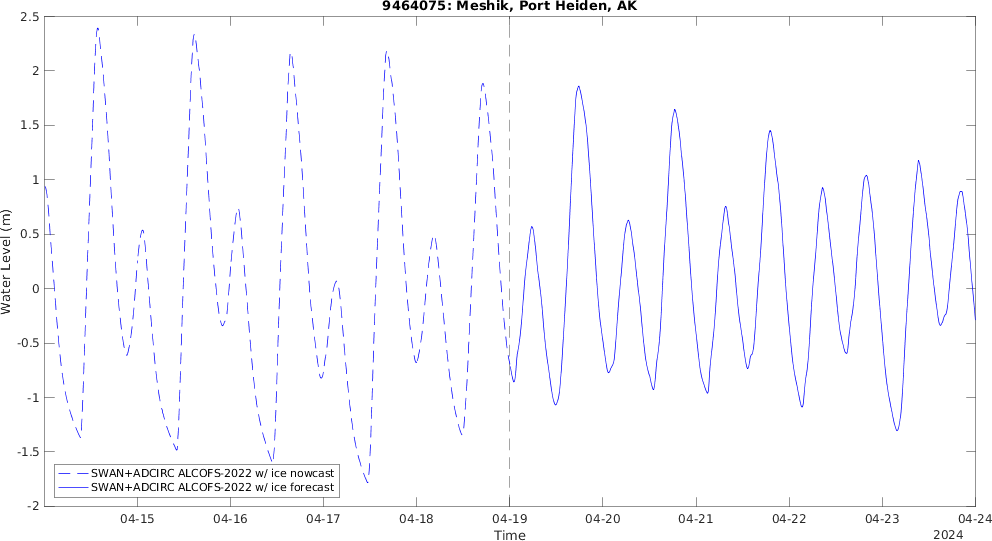 9464075: Meshik, Port Heiden, AK
2.5
2
1.5
1
0.5
0
-0.5
-1
-1.5
-2
Water Level (m)
SWAN+ADCIRC ALCOFS-2022 w/ ice nowcast
SWAN+ADCIRC ALCOFS-2022 w/ ice forecast
04-15 04-16 04-17 04-18 04-19 04-20 04-21 04-22 04-23 04-24
Time
2024